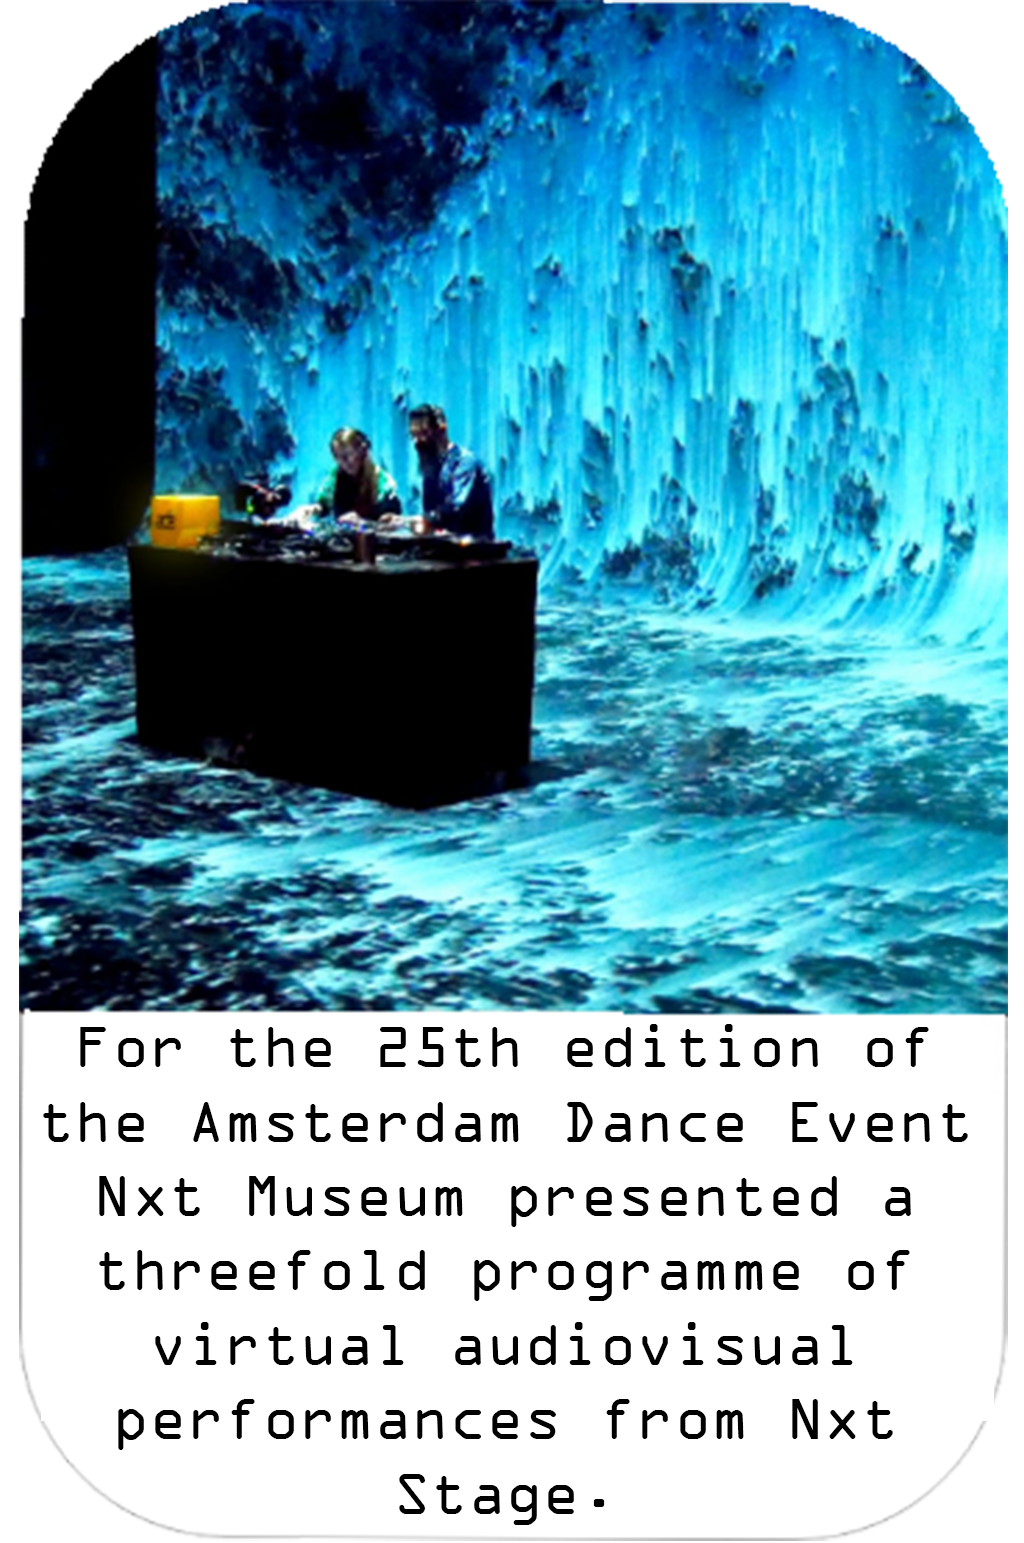 For the 25th edition of
the Amsterdam Dance Event
Nxt Museum presented a
threefold programme of
virtual audiovisual
performances from Nxt
Stage.